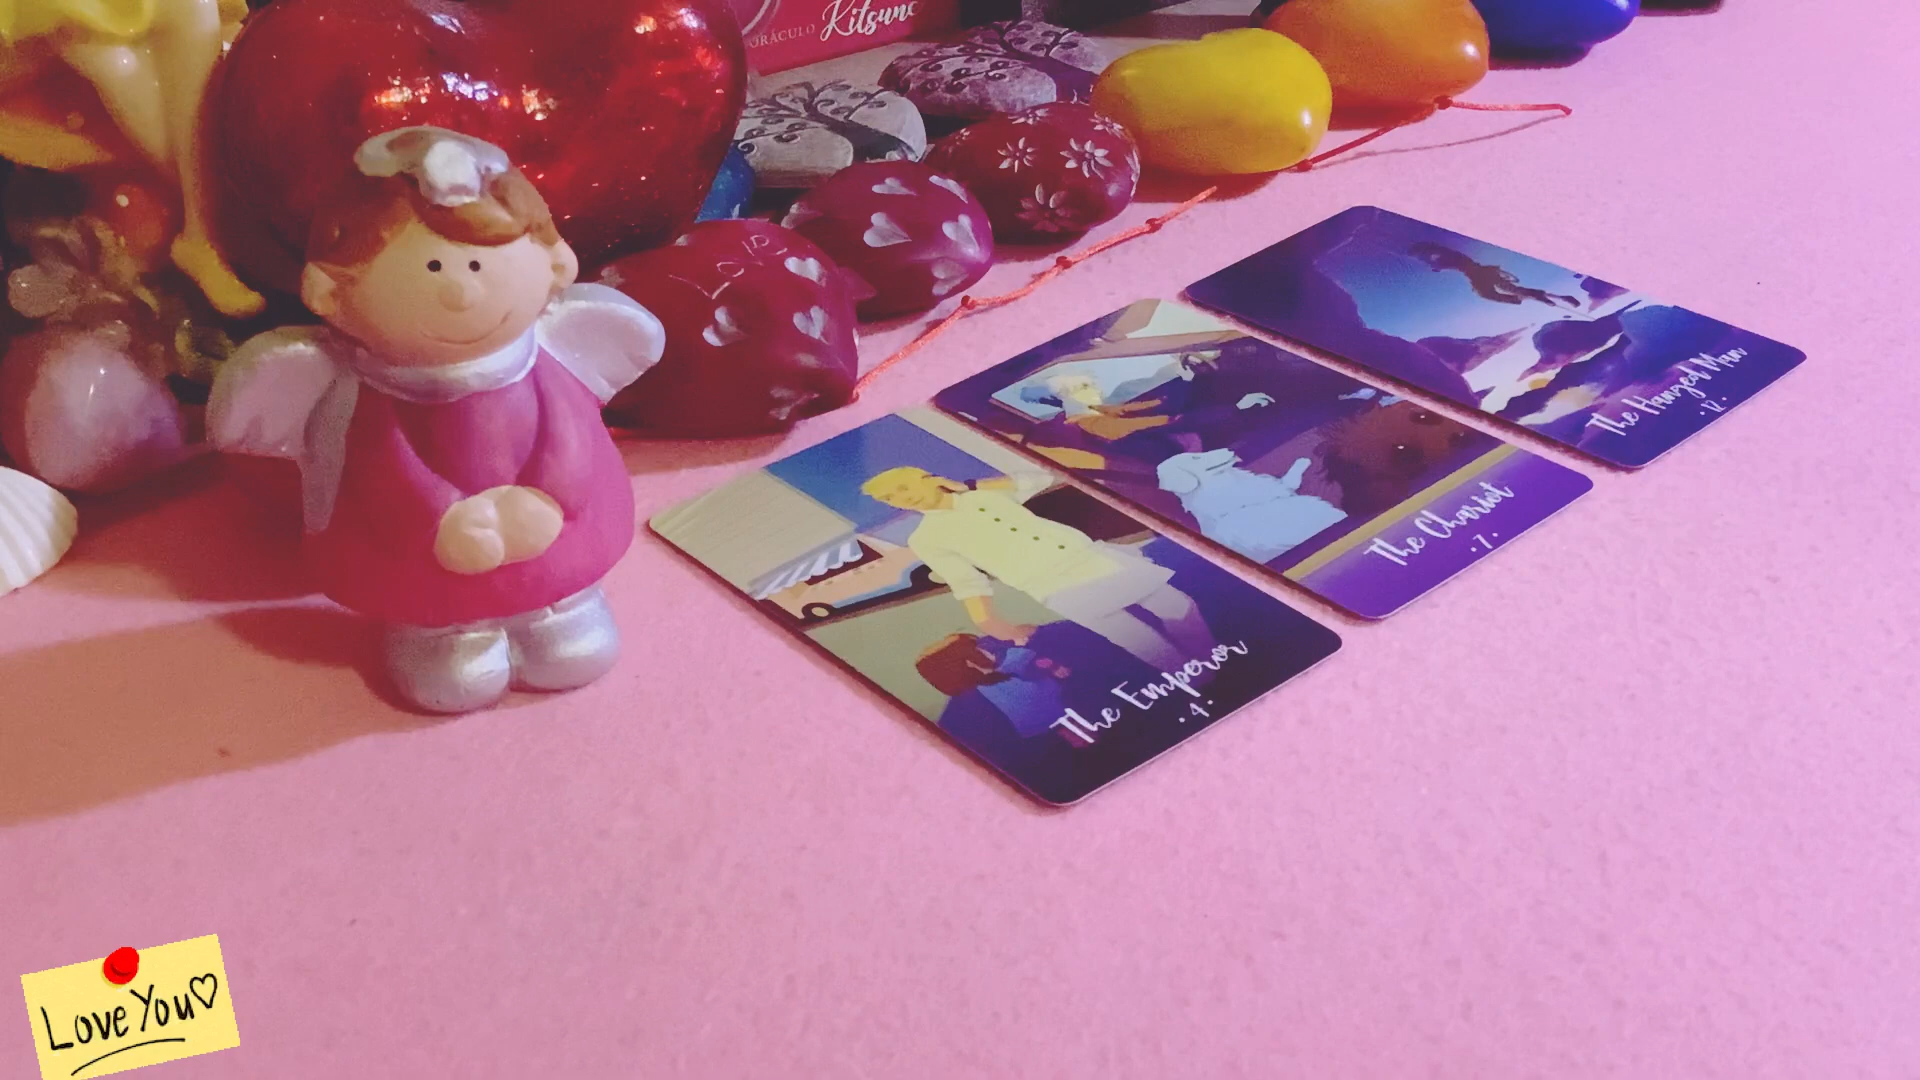 ORÁCULO Kitsune
The Hanged Man
·12·
The Chariot
·7·
The Emperor
·4·
Love You♡